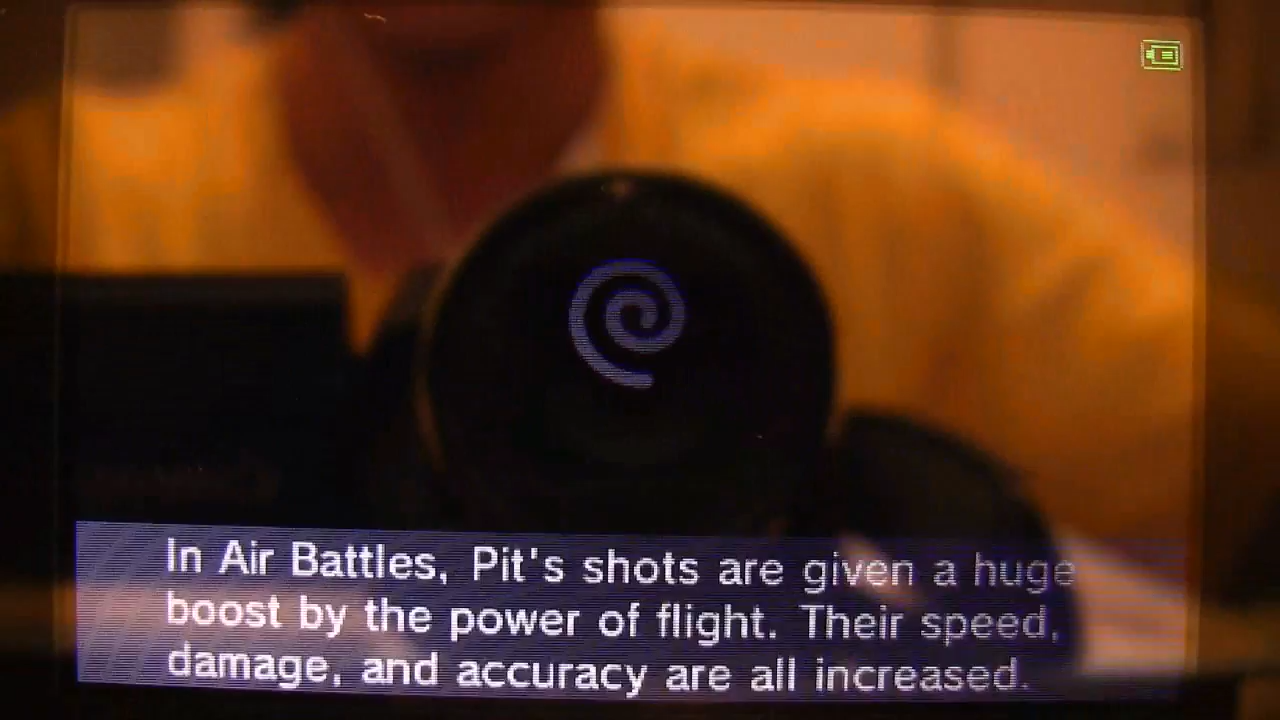 In Air Battles, Pit's shots are given a huge
boost by the power of flight. Their speed,
damage, and accuracy are all increased.